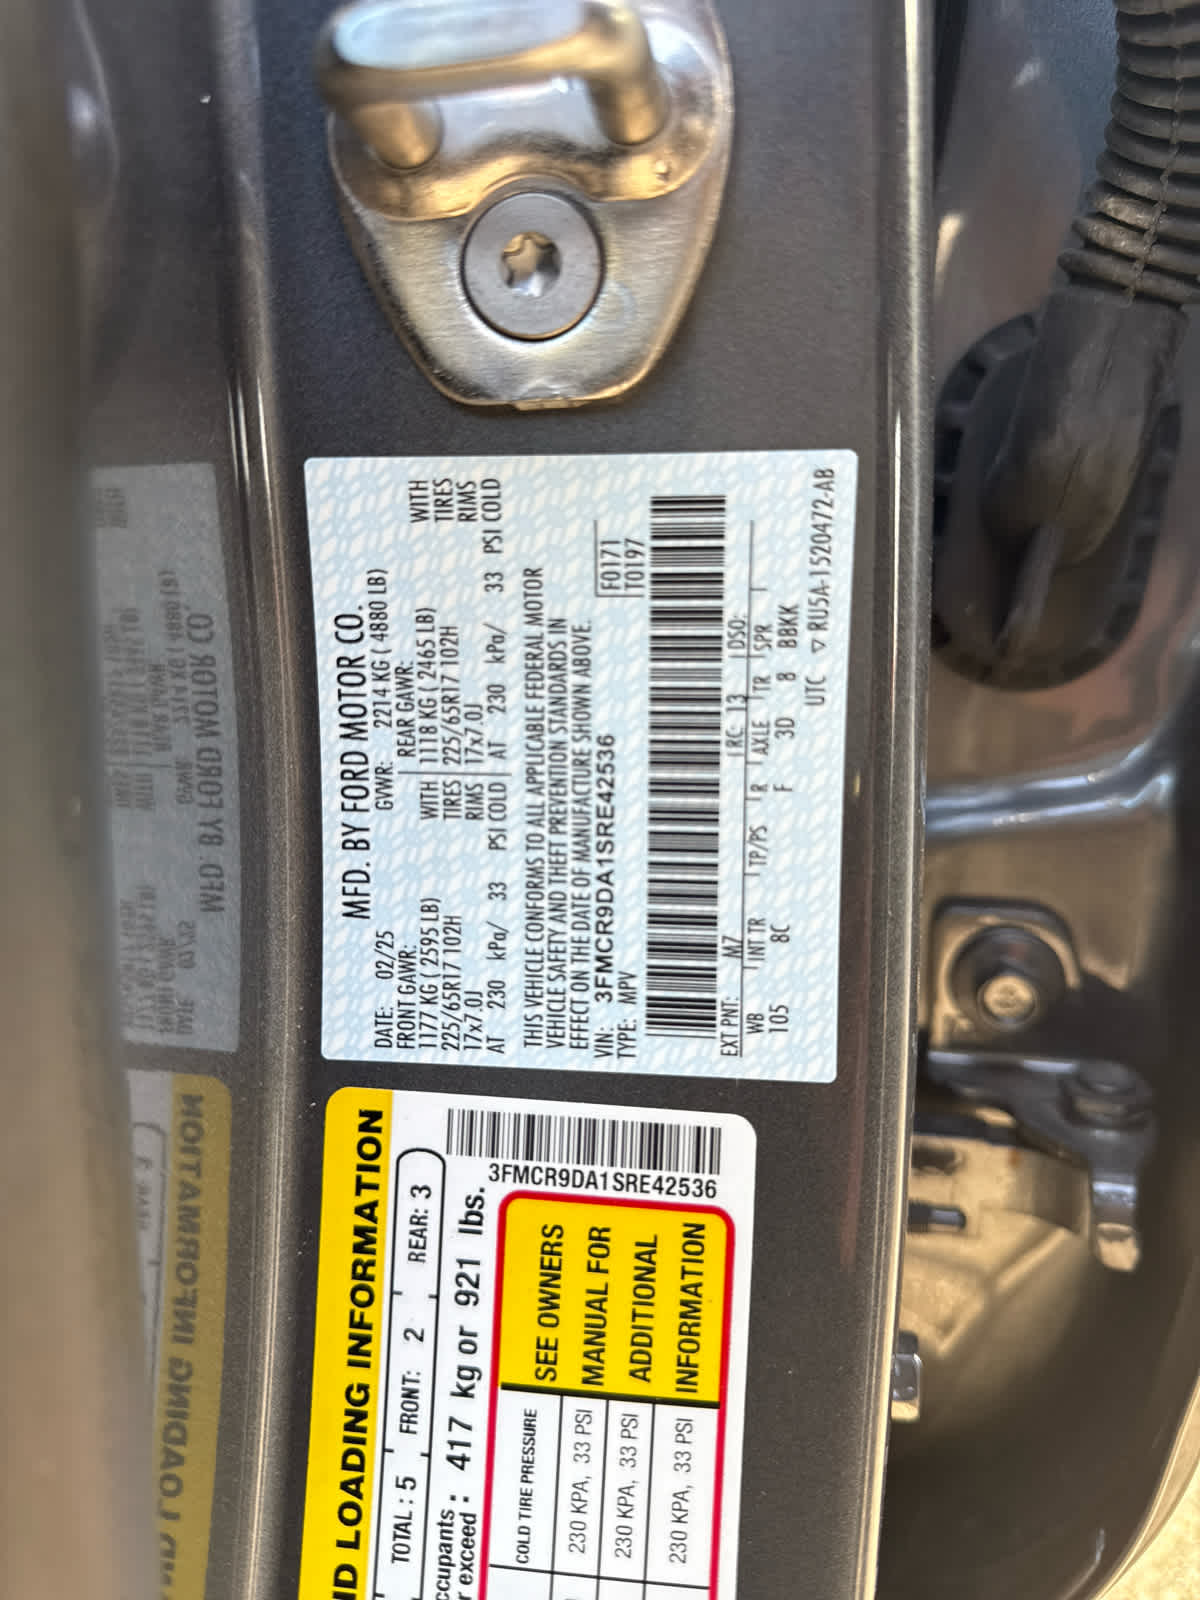 MFD. BY FORD MOTOR CO.
DATE: 02/25 GVWR: 2214 KG ( 4880 LB)
FRONT GAWR: REAR GAWR:
1177 KG ( 2595 LB) WITH 1118 KG ( 2465 LB) WITH
225/65R17 102H TIRES 225/65R17 102H TIRES
17x7.0J RIMS 17x7.0J RIMS
AT 230 kPa/ 33 PSI COLD AT 230 kPa/ 33 PSI COLD
THIS VEHICLE CONFORMS TO ALL APPLICABLE FEDERAL MOTOR
VEHICLE SAFETY AND THEFT PREVENTION STANDARDS IN
EFFECT ON THE DATE OF MANUFACTURE SHOWN ABOVE.
VIN: 3FMCR9DA1SRE42536 F0171
TYPE: MPV T0197
EXT PNT: M7 RC: 13 DSO:
WB INT TR TP/PS R AXLE TR SPR
105 8C F 3D 8 BBKK
UTC ▽ RU5A-1520472-AB
ND LOADING INFORMATION
TOTAL : 5 FRONT: 2 REAR: 3
ccupants
r exceed : 417 kg or 921 lbs.
3FMCR9DA1SRE42536
COLD TIRE PRESSURE
230 KPA, 33 PSI
230 KPA, 33 PSI
230 KPA, 33 PSI
SEE OWNERS
MANUAL FOR
ADDITIONAL
INFORMATION